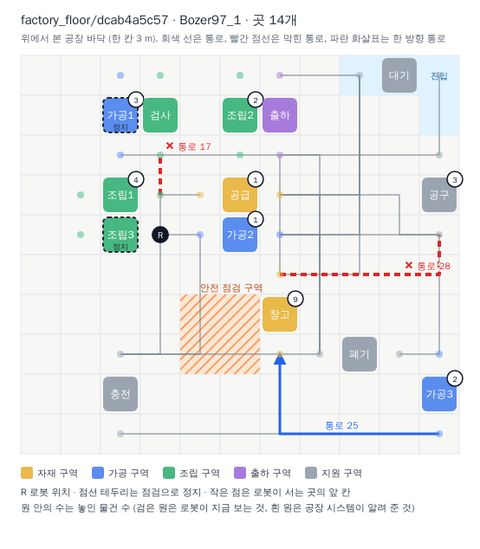 factory_floor/dcab4a5c57 · Bozer97_1 · 곳 14개
위에서 본 공장 바닥 (한 칸 3 m). 회색 선은 통로, 빨간 점선은 막힌 통로, 파란 화살표는 한 방향 통로
대기
진입
3
가공1
정지
검사
2
조립2
출하
통로 17
4
조립1
1
공급
3
공구
조립3
정지
R
1
가공2
통로 28
안전 점검 구역
9
창고
폐기
충전
2
가공3
통로 25
자재 구역 가공 구역 조립 구역 출하 구역 지원 구역
R 로봇 위치 · 점선 테두리는 점검으로 정지 · 작은 점은 로봇이 서는 곳의 앞 칸
원 안의 수는 놓인 물건 수 (검은 원은 로봇이 지금 보는 것, 흰 원은 공장 시스템이 알려 준 것)